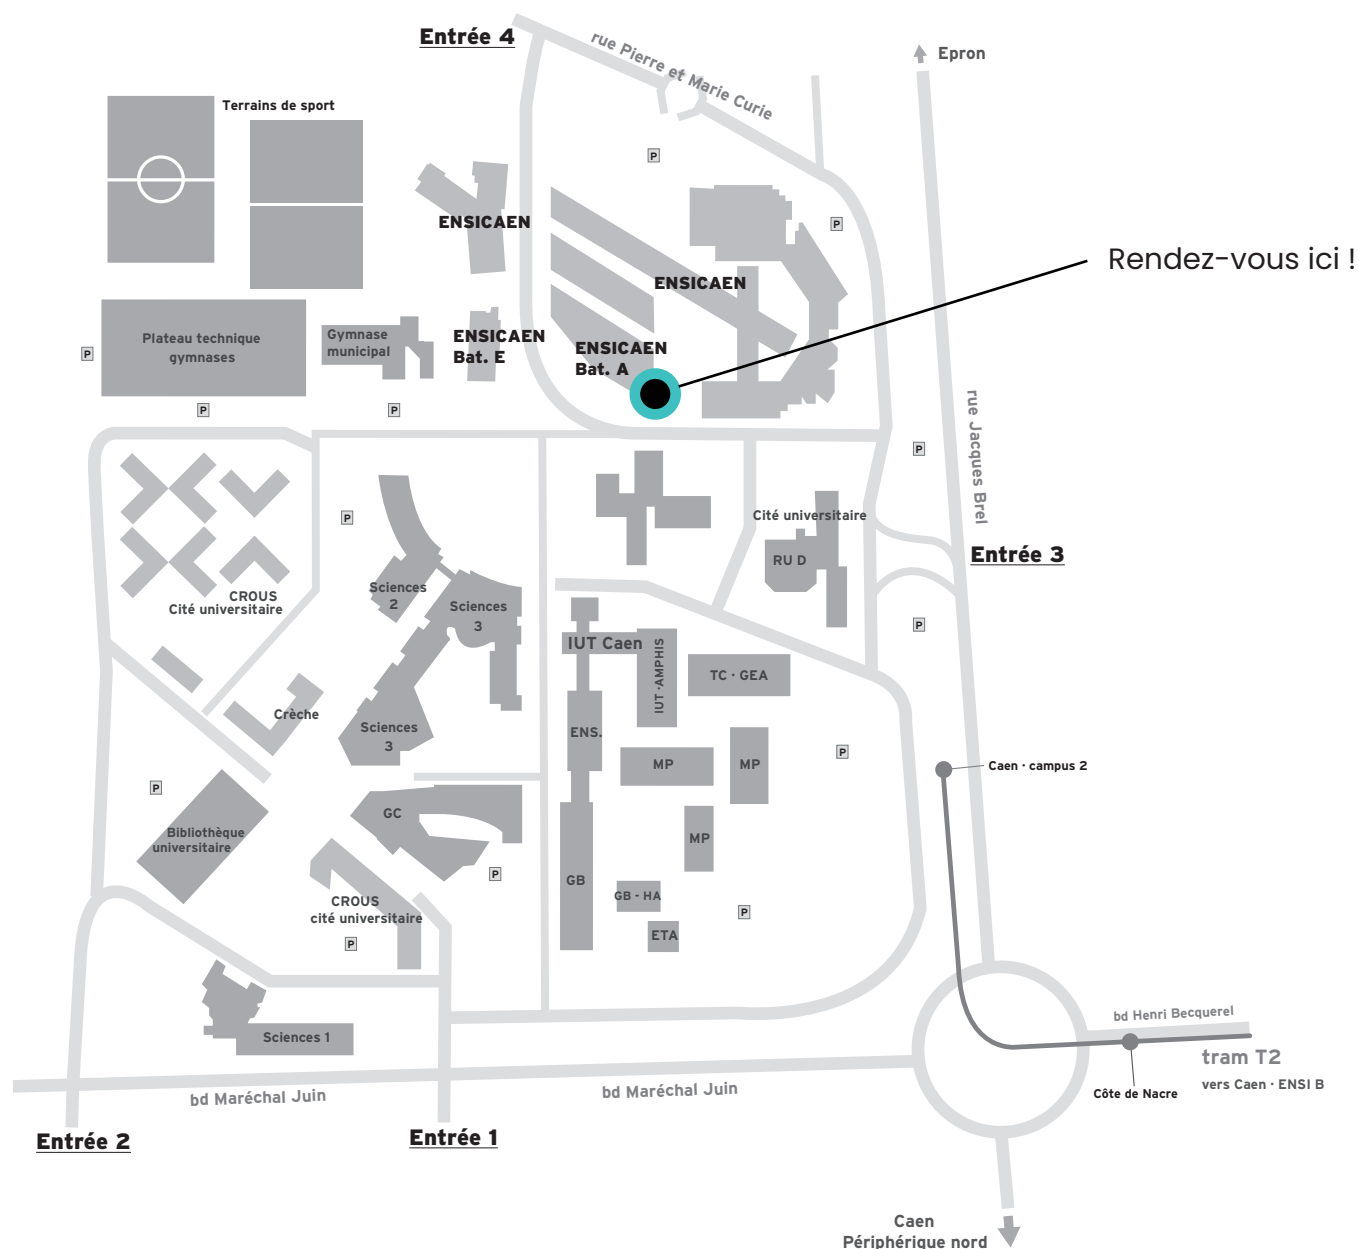 Entrée 4
rue Pierre et Marie Curie
Epron
Terrains de sport
P
P
ENSICAEN
Rendez-vous ici !
ENSICAEN
Plateau technique
gymnases
Gymnase
municipal
ENSICAEN
Bat. E
ENSICAEN
Bat. A
P
P
P
rue Jacques Brel
P
P
Cité universitaire
RU D
Entrée 3
CROUS
Cité universitaire
Sciences
2
Sciences
3
P
IUT Caen
IUT · AMPHIS
TC · GEA
Crèche
Sciences
3
ENS.
MP
MP
P
Caen · campus 2
P
Bibliothèque
universitaire
GC
MP
P
GB
GB - HA
ETA
P
CROUS
cité universitaire
P
Sciences 1
bd Henri Becquerel
tram T2
vers Caen · ENSI B
Côte de Nacre
bd Maréchal Juin
bd Maréchal Juin
Entrée 2
Entrée 1
Caen
Périphérique nord